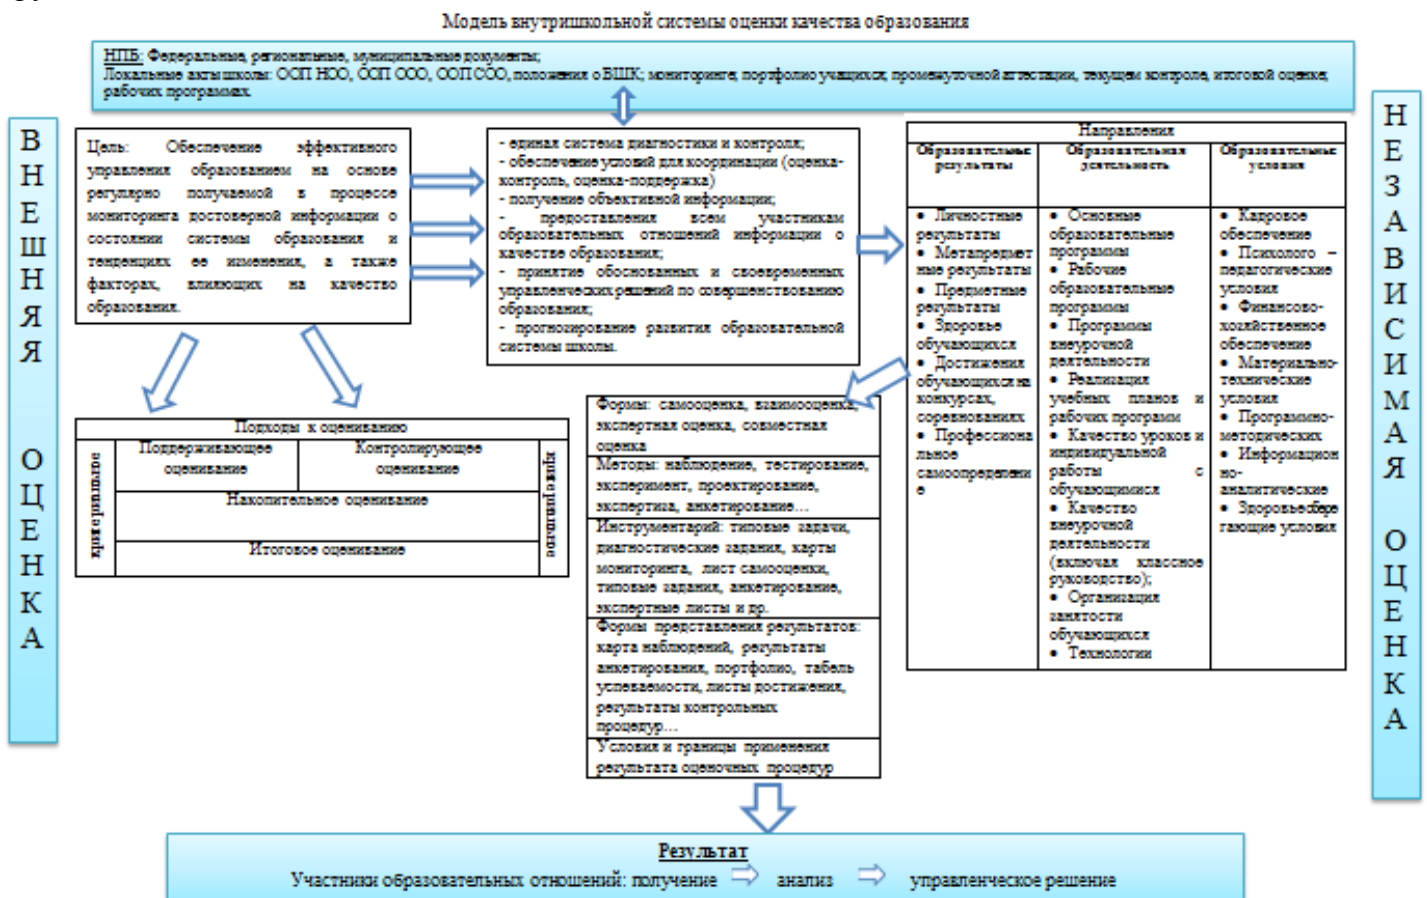 Модель внутришкольной системы оценки качества образования
НПБ: Федеральные, региональные, муниципальные документы;
Локальные акты школы: ООП НОО, ООП ООО, ООП СОО, положения о ВШК; мониторинге; портфолио учащихся; промежуточной аттестации, текущем контроле, итоговой оценке;
рабочих программах.
ВНЕШНЯЯ ОЦЕНКА
Цель: Обеспечение эффективного
управления образованием на основе
регулярно получаемой в процессе
мониторинга достоверной информации о
состоянии системы образования и
тенденциях ее изменения, а также
факторах, влияющих на качество
образования.
- единая система диагностики и контроля;
- обеспечение условий для координации (оценка-
контроль, оценка-поддержка)
- получение объективной информации;
- предоставления всем участникам
образовательных отношений информации о
качестве образования;
- принятие обоснованных и своевременных
управленческих решений по совершенствованию
образования;
- прогнозирование развития образовательной
системы школы.
Направления
Образовательные
результаты
Образовательная
деятельность
Образовательные
условия
• Личностные
результаты
• Метапредмет
ные результаты
• Предметные
результаты
• Здоровье
обучающихся
• Достижения
обучающихся на
конкурсах,
соревнованиях
• Профессиона
льное
самоопределени
е
• Основные
образовательные
программы
• Рабочие
образовательные
программы
• Программы
внеурочной
деятельности
• Реализация
учебных планов и
рабочих программ
• Качество уроков и
индивидуальной
работы с
обучающимися
• Качество
внеурочной
деятельности
(включая классное
руководство);
• Организация
занятости
обучающихся
• Технологии
• Кадровое
обеспечение
• Психолого –
педагогические
условия
• Финансово-
хозяйственное
обеспечение
• Материально-
технические
условия
• Программно-
методических
• Информацион
но-
аналитические
• Здоровьесбере
гающие условия
НЕЗАВИСИМАЯ ОЦЕНКА
Подходы к оцениванию
критериальное
Поддерживающее
оценивание
Контролирующее
оценивание
Накопительное оценивание
Итоговое оценивание
критериальное
Формы: самооценка, взаимооценка,
экспертная оценка, совместная
оценка
Методы: наблюдение, тестирование,
эксперимент, проектирование,
экспертиза, анкетирование…
Инструментарий: типовые задачи,
диагностические задания, карты
мониторинга, лист самооценки,
типовые задания, анкетирование,
экспертные листы и др.
Формы представления результатов:
карта наблюдений, результаты
анкетирования, портфолио, табель
успеваемости, листы достижения,
результаты контрольных
процедур…
Условия и границы применения
результата оценочных процедур
Результат
Участники образовательных отношений: получение анализ управленческое решение